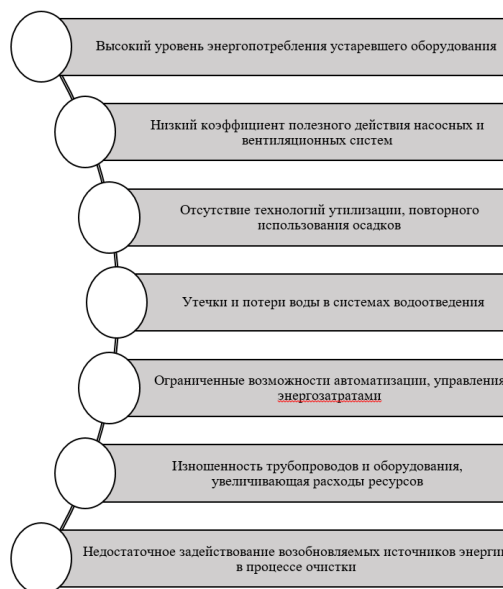 Высокий уровень энергопотребления устаревшего оборудования
Низкий коэффициент полезного действия насосных и
вентиляционных систем
Отсутствие технологий утилизации, повторного
использования осадков
Утечки и потери воды в системах водоотведения
Ограниченные возможности автоматизации, управления
энергозатратами
Изношенность трубопроводов и оборудования,
увеличивающая расходы ресурсов
Недостаточное задействование возобновляемых источников энергии
в процессе очистки